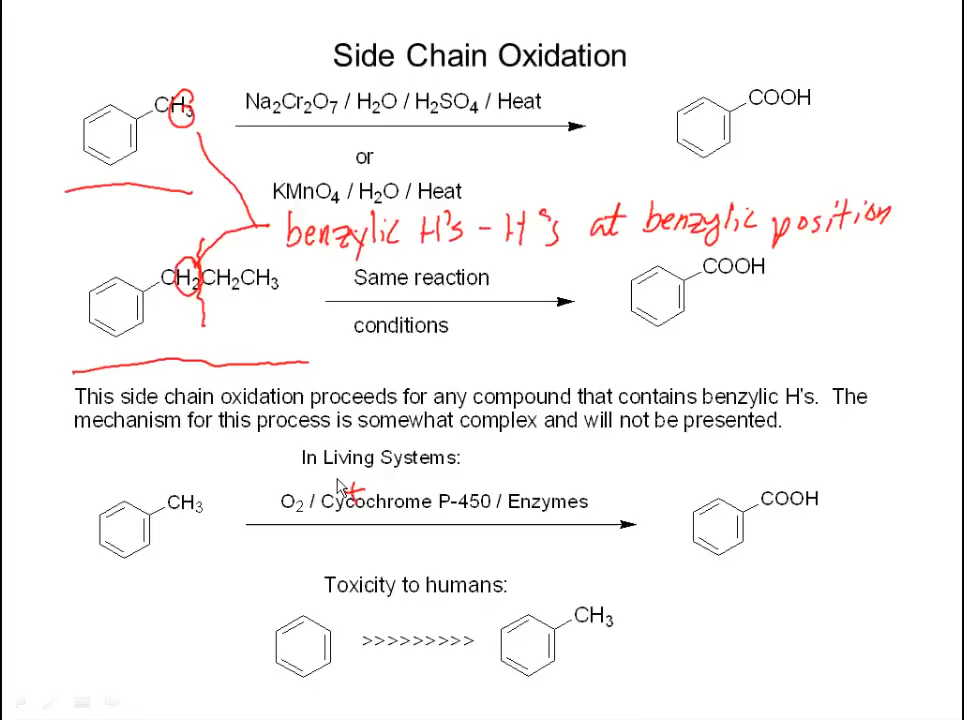 Side Chain Oxidation
CH3 Na2Cr2O7 / H2O / H2SO4 / Heat COOH
or
KMnO4 / H2O / Heat
benzylic H's - H's at benzylic position
CH2CH2CH2CH3 Same reaction COOH
conditions
This side chain oxidation proceeds for any compound that contains benzylic H's. The
mechanism for this process is somewhat complex and will not be presented.
In Living Systems:
t
CH3 O2 / Cycochrome P-450 / Enzymes COOH
Toxicity to humans:
>>>>>>>>> CH3